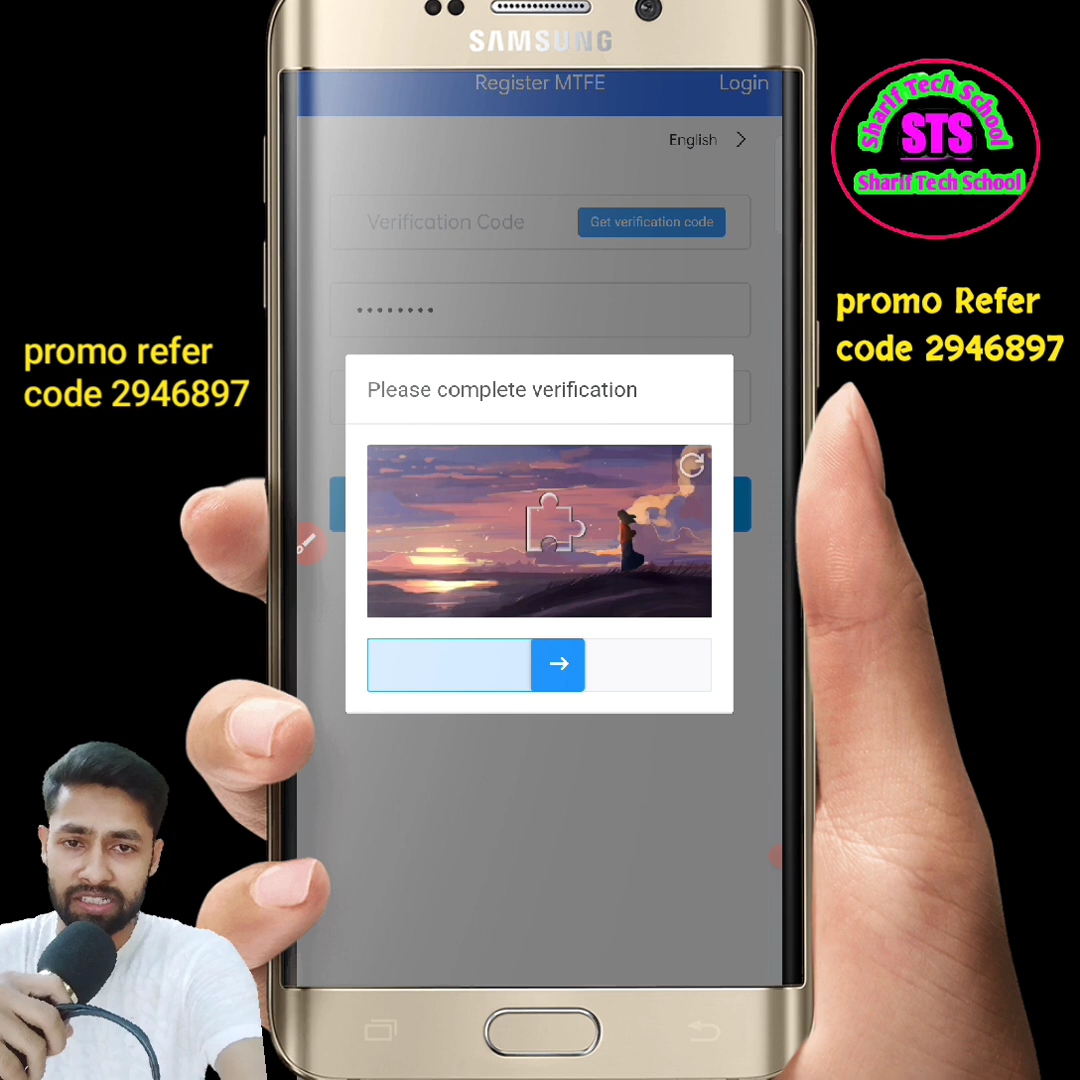 SAMSUNG
Register MTFE
Login
English
Verification Code
Get verification code
Please complete verification
promo refer
code 2946897
Sharif Tech School
STS
Sharif Tech School
promo Refer
code 2946897